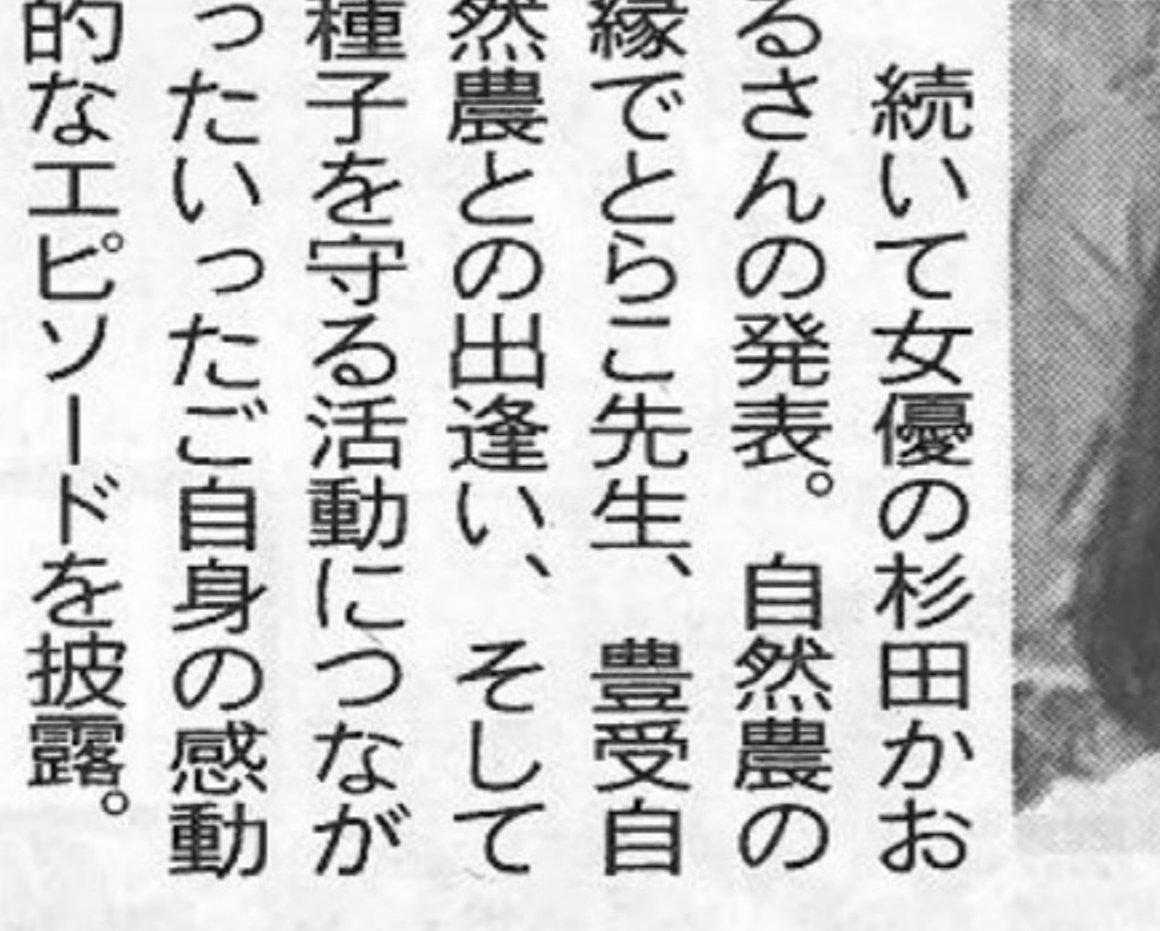 続いて女優の杉田かお
るさんの発表。自然農の
縁でとらこ先生、豊受自
然農との出逢い、そして
種子を守る活動につなが
ったいったご自身の感動
的なエピソードを披露。